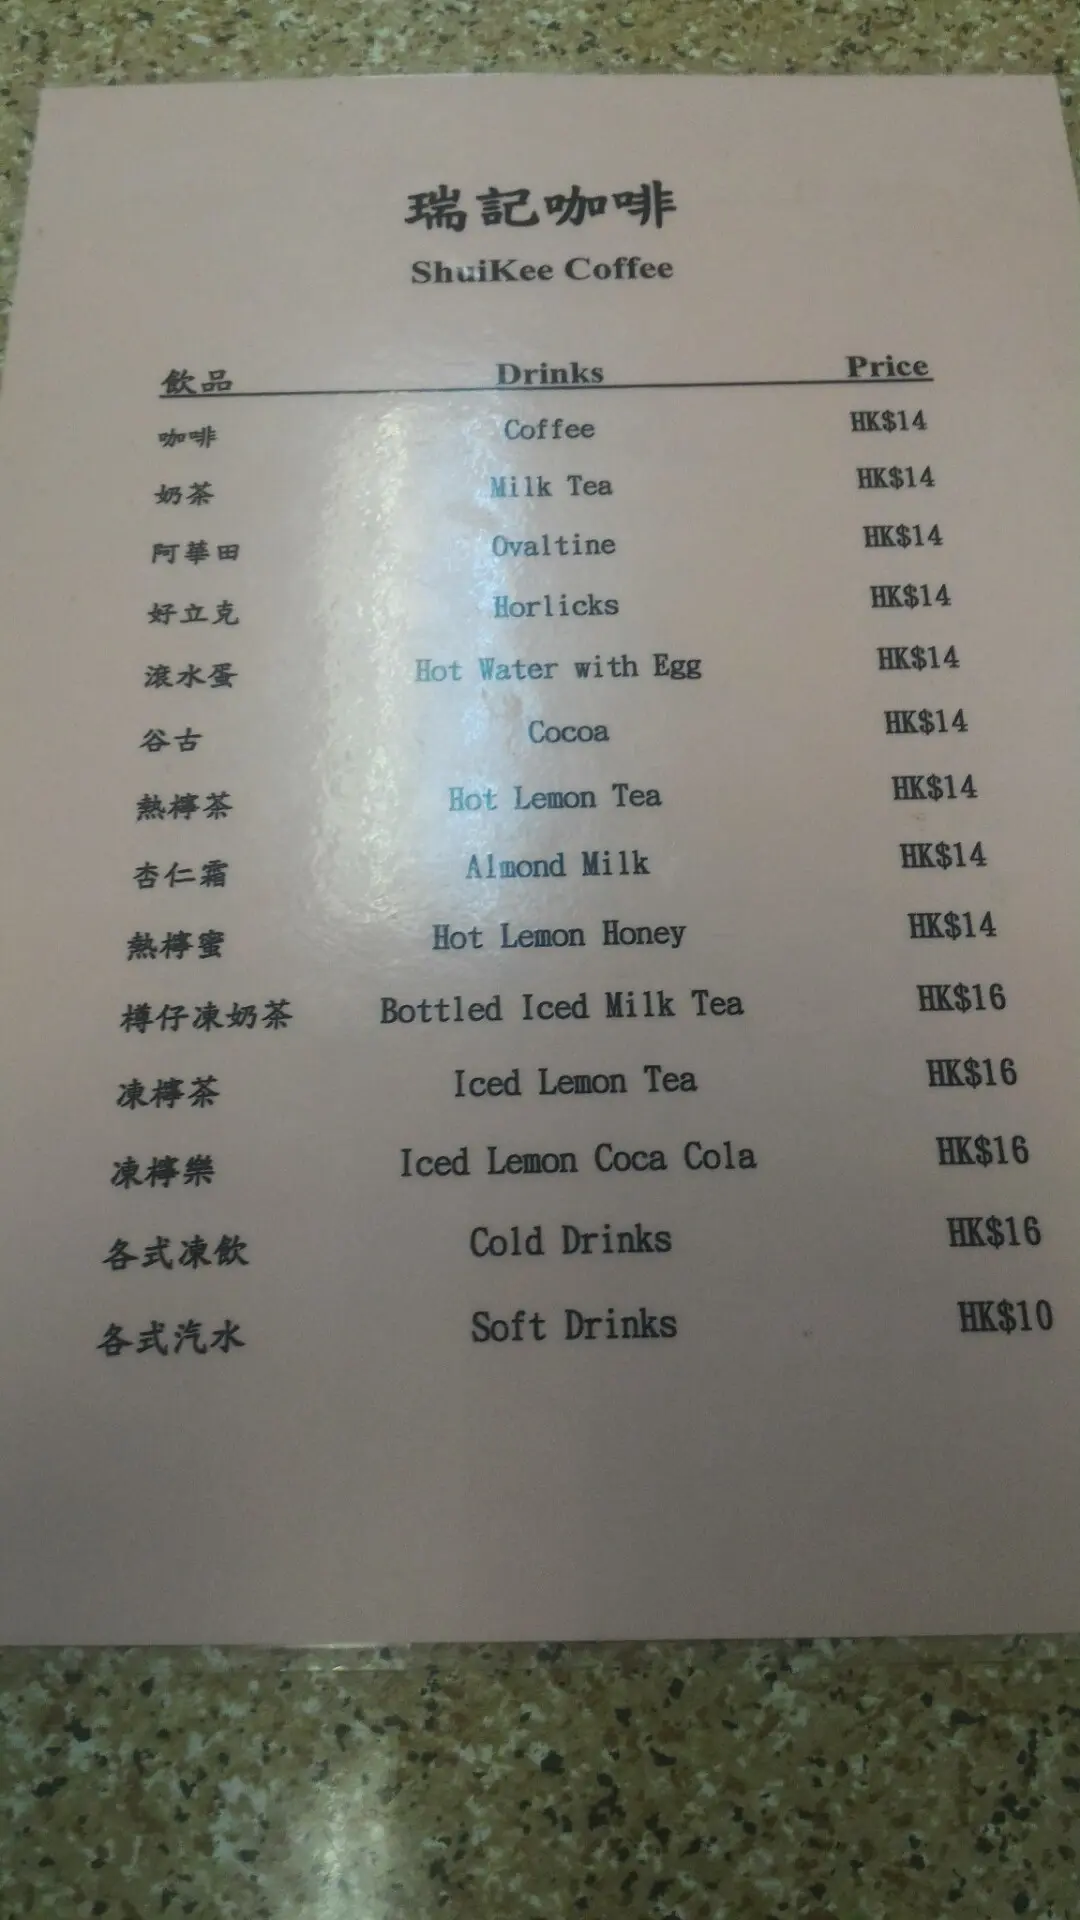 瑞記咖啡
ShuiKee Coffee
飲品 Drinks Price
咖啡 Coffee HK$14
奶茶 Milk Tea HK$14
阿華田 Ovaltine HK$14
好立克 Horlicks HK$14
滾水蛋 Hot Water with Egg HK$14
谷古 Cocoa HK$14
熱檸茶 Hot Lemon Tea HK$14
杏仁霜 Almond Milk HK$14
熱檸蜜 Hot Lemon Honey HK$14
樽仔凍奶茶 Bottled Iced Milk Tea HK$16
凍檸茶 Iced Lemon Tea HK$16
凍檸樂 Iced Lemon Coca Cola HK$16
各式凍飲 Cold Drinks HK$16
各式汽水 Soft Drinks HK$10